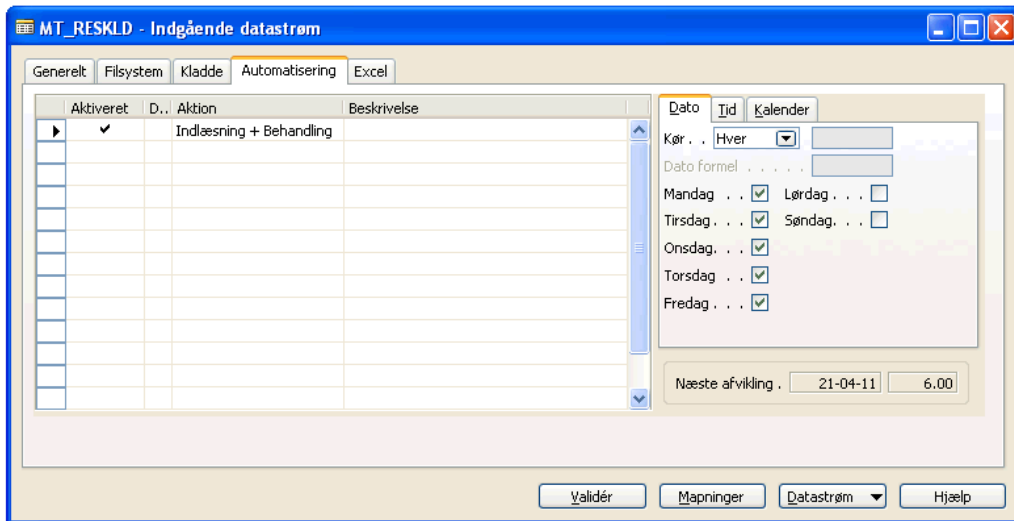 MT_RESKLD - Indgående datastrøm
Generelt Filsystem Kladde Automatisering Excel
Aktiveret D.. Aktion Beskrivelse
Indlæsning + Behandling
Dato Tid Kalender
Kør . . Hver
Dato formel . . . . .
Mandag . . Lørdag . . .
Tirsdag . . . Søndag. . .
Onsdag. . .
Torsdag . .
Fredag . . .
Næste afvikling . 21-04-11 6.00
Validér Mapninger Datastrøm Hjælp